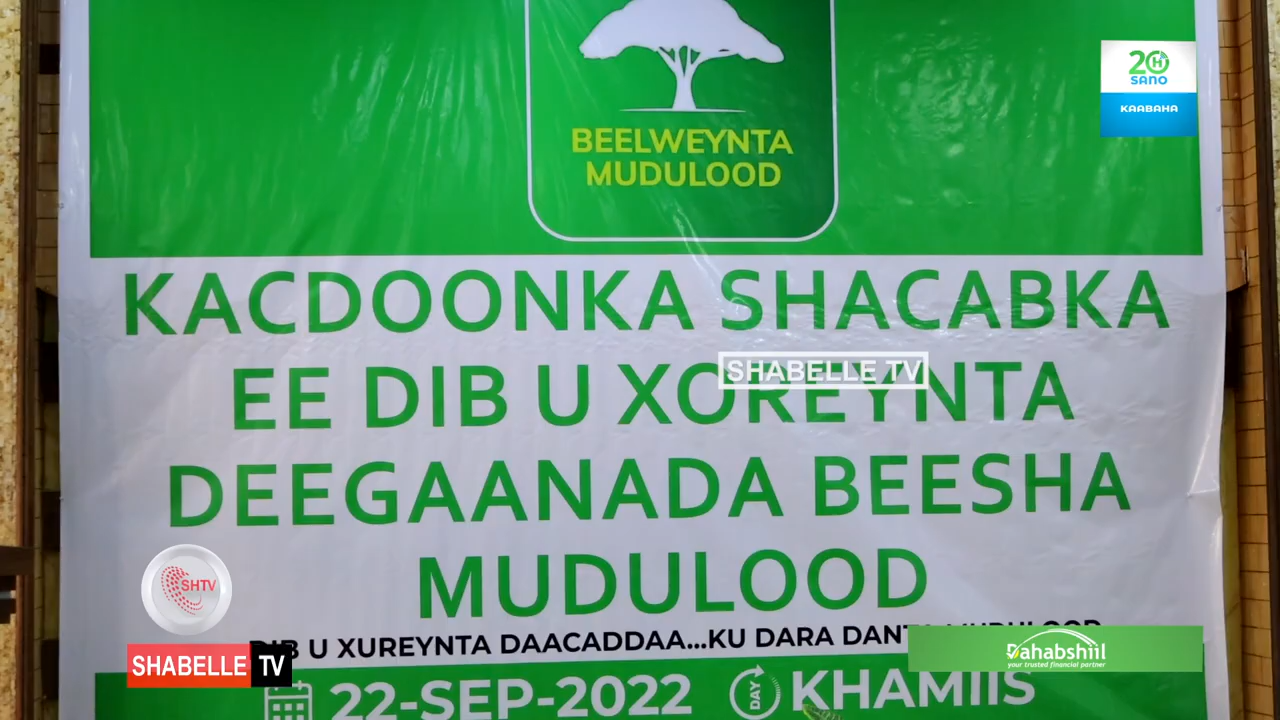 BEELWEYNTA
MUDULOOD
20
SANO
KAABAHA
KACDOONKA SHACABKA
EE DIB U XOREYNTA
SHABELLE TV
DEEGAANADA BEESHA
MUDULOOD
DIB U XUREYNTA DAACADDAA...KU DARA DANTA MUDULOOD
SHTV
SHABELLE TV
Dahabshiil
your trusted financial partner
22-SEP-2022
DAY
KHAMIIS